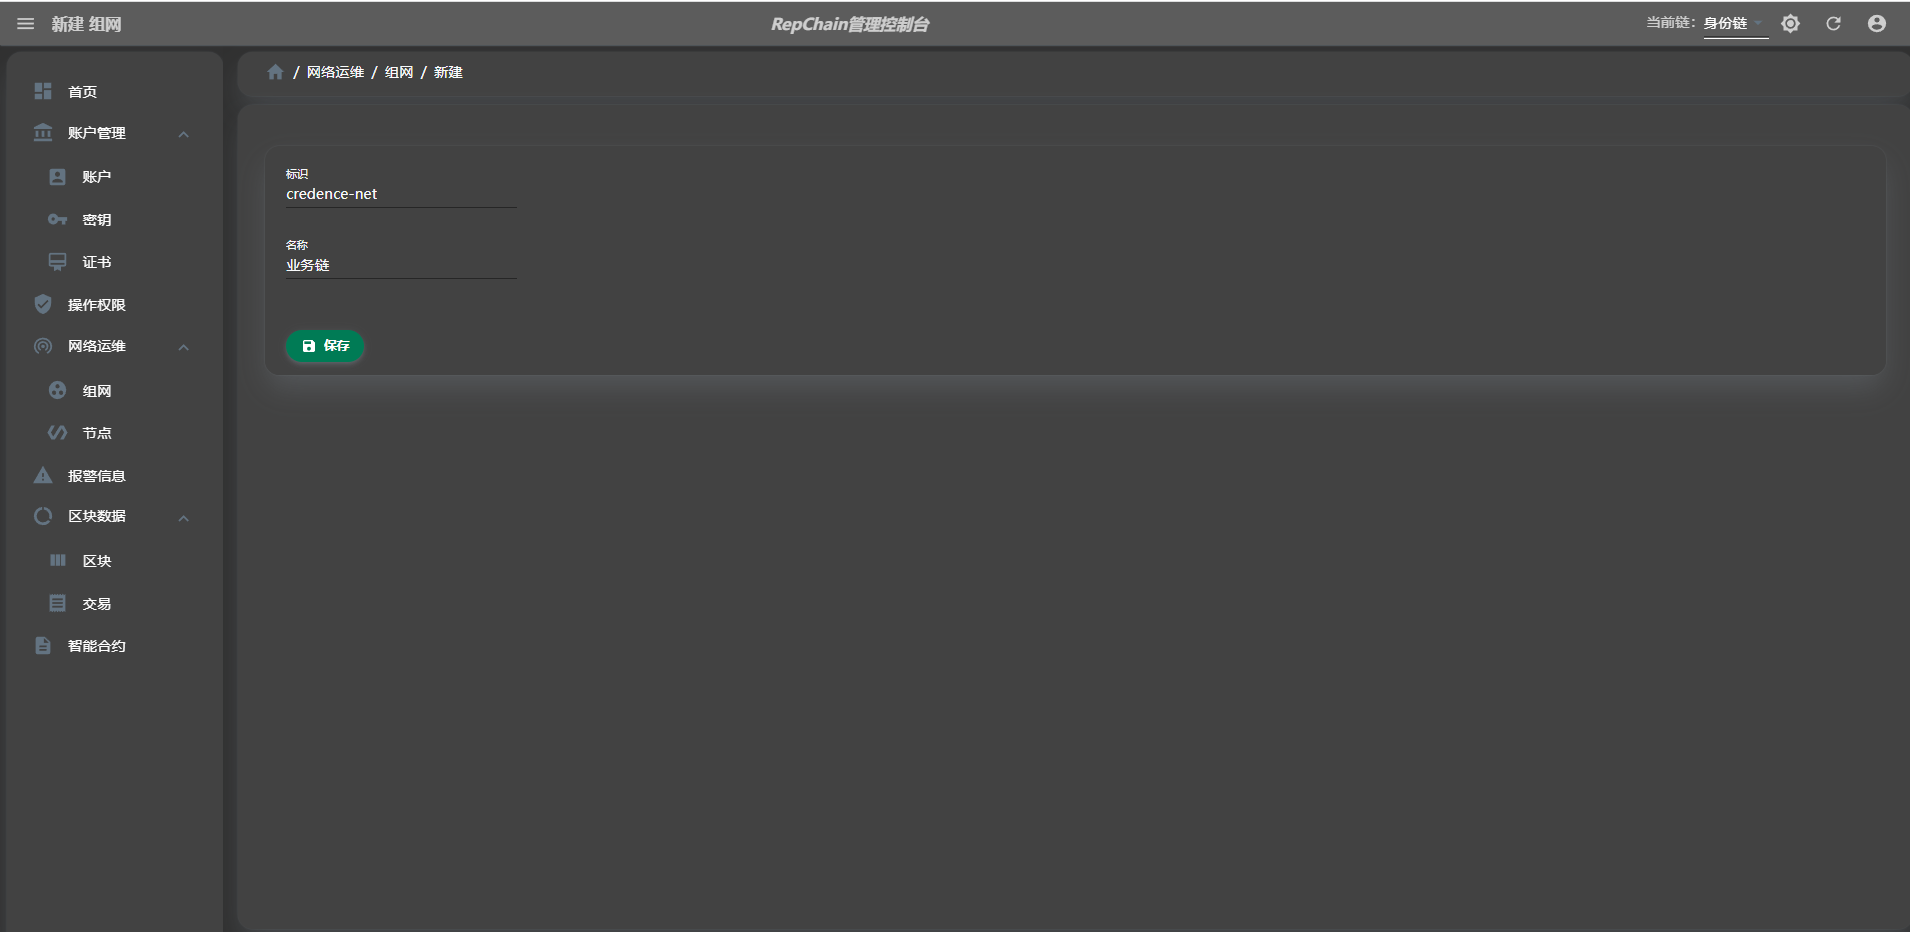 新建 组网
RepChain管理控制台
当前链： 身份链
首页
账户管理
账户
密钥
证书
操作权限
网络运维
组网
节点
报警信息
区块数据
区块
交易
智能合约
/ 网络运维 / 组网 / 新建
标识
credence-net
名称
业务链
保存